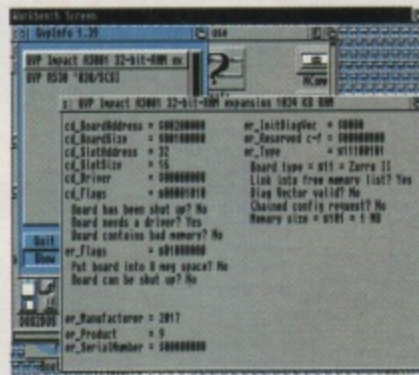 Workbench Screen
GvpInfo 1.39
use
GVP Impact A3001 32-bit-RAM ex
GVP A530 '030/SCSI
GVP Impact A3001 32-bit-RAM expansion 1024 KB RAM
cd_BoardAddress = $00200000
cd_BoardSize = $00100000
cd_SlotAddress = 32
cd_SlotSize = 16
cd_Driver = $00000000
cd_Flags =
Board has been shut up? No
Board needs a driver? Yes
Board contains bad memory? No
er_Flags =
Put board into 8 meg space? No
Board can be shut up? No
er_Manufacturer = 2017
er_Product = 9
er_SerialNumber = $00000000
er_InitDiagVec = $0000
er_Reserved c-f = $00000000
er_Type = %11100101
Board type = %11 = Zorro II
Link into free memory list? Yes
Diag Vector valid? No
Chained config request? No
Memory size = %101 = 1 MB
Quit
Show
DOS2DOS